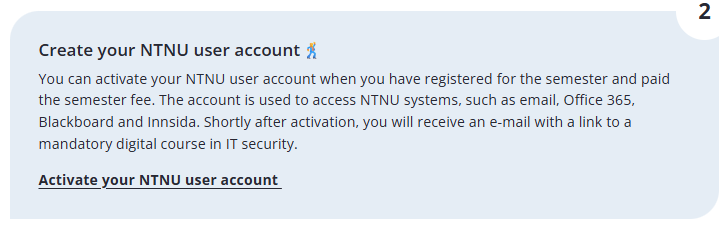 2
Create your NTNU user account
You can activate your NTNU user account when you have registered for the semester and paid
the semester fee. The account is used to access NTNU systems, such as email, Office 365,
Blackboard and Innsida. Shortly after activation, you will receive an e-mail with a link to a
mandatory digital course in IT security.
Activate your NTNU user account